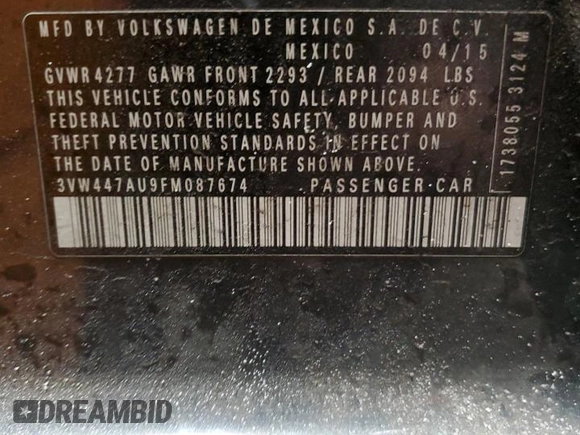 MFD BY VOLKSWAGEN DE MEXICO S.A. DE C.V.
MEXICO 04/15
GVWR 4277 GAWR FRONT 2293 / REAR 2094 LBS
THIS VEHICLE CONFORMS TO ALL APPLICABLE U.S.
FEDERAL MOTOR VEHICLE SAFETY, BUMPER AND
THEFT PREVENTION STANDARDS IN EFFECT ON
THE DATE OF MANUFACTURE SHOWN ABOVE.
3VW447AU9FM087674 PASSENGER CAR
1738055 3124 M
DREAMBID